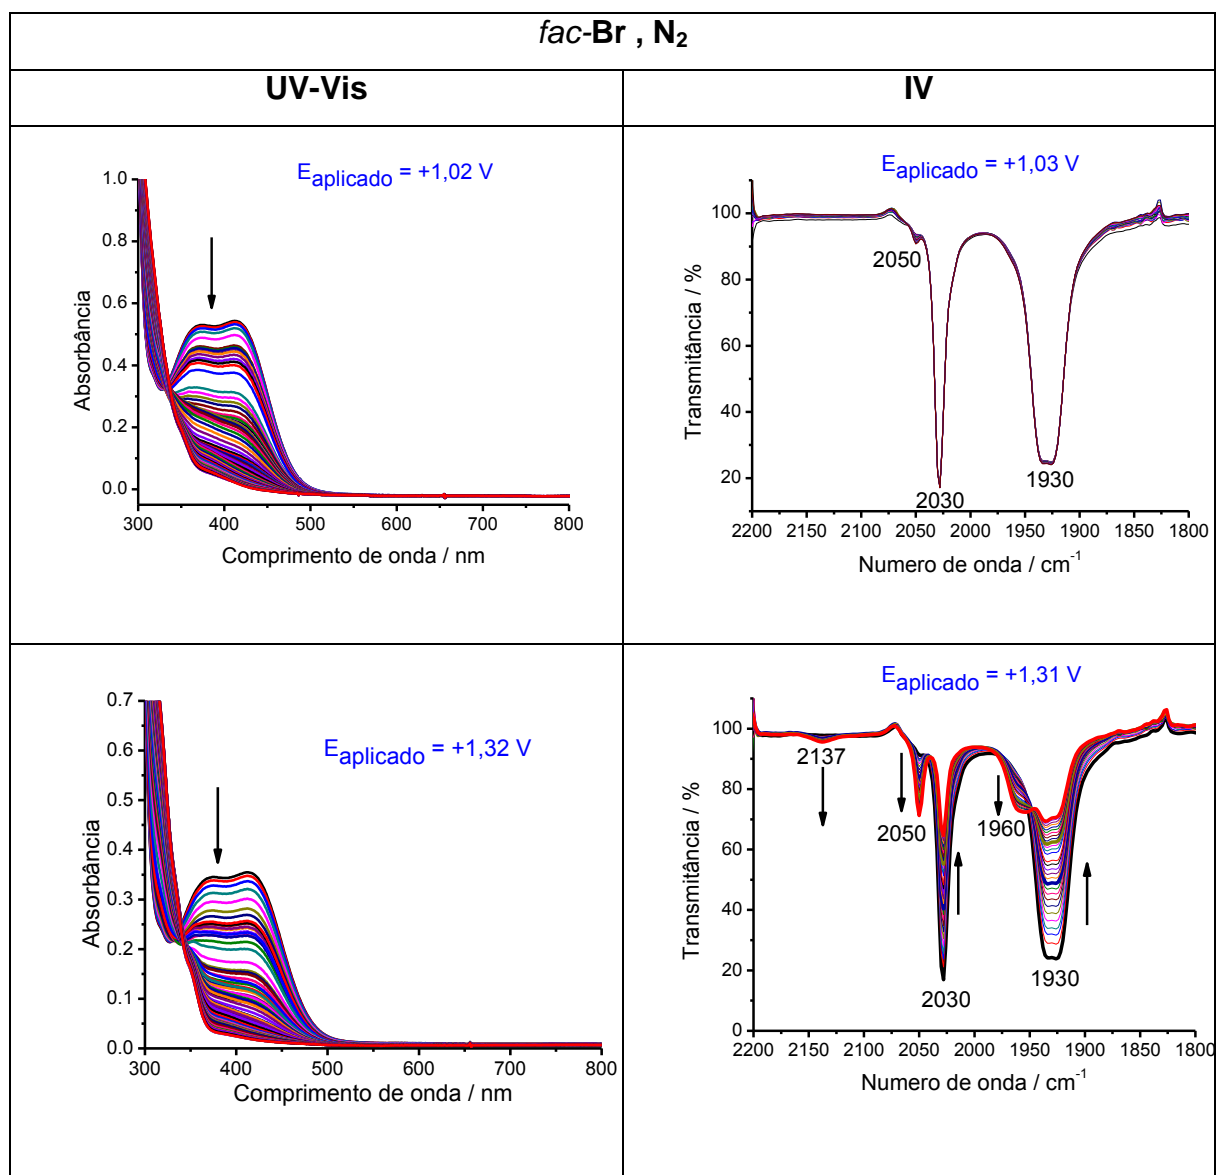 fac-Br , N₂
UV-Vis
IV
E aplicado = +1,02 V
1.0
0.8
0.6
0.4
0.2
0.0
Absorbância
300 400 500 600 700 800
Comprimento de onda / nm
E aplicado = +1,03 V
100
80
60
40
20
Transmitância / %
2050
2030
1930
2200 2150 2100 2050 2000 1950 1900 1850 1800
Numero de onda / cm⁻¹
E aplicado = +1,32 V
0.7
0.6
0.5
0.4
0.3
0.2
0.1
0.0
Absorbância
300 400 500 600 700 800
Comprimento de onda / nm
E aplicado = +1,31 V
100
80
60
40
20
0
Transmitância / %
2137
2050
1960
2030
1930
2200 2150 2100 2050 2000 1950 1900 1850 1800
Numero de onda / cm⁻¹